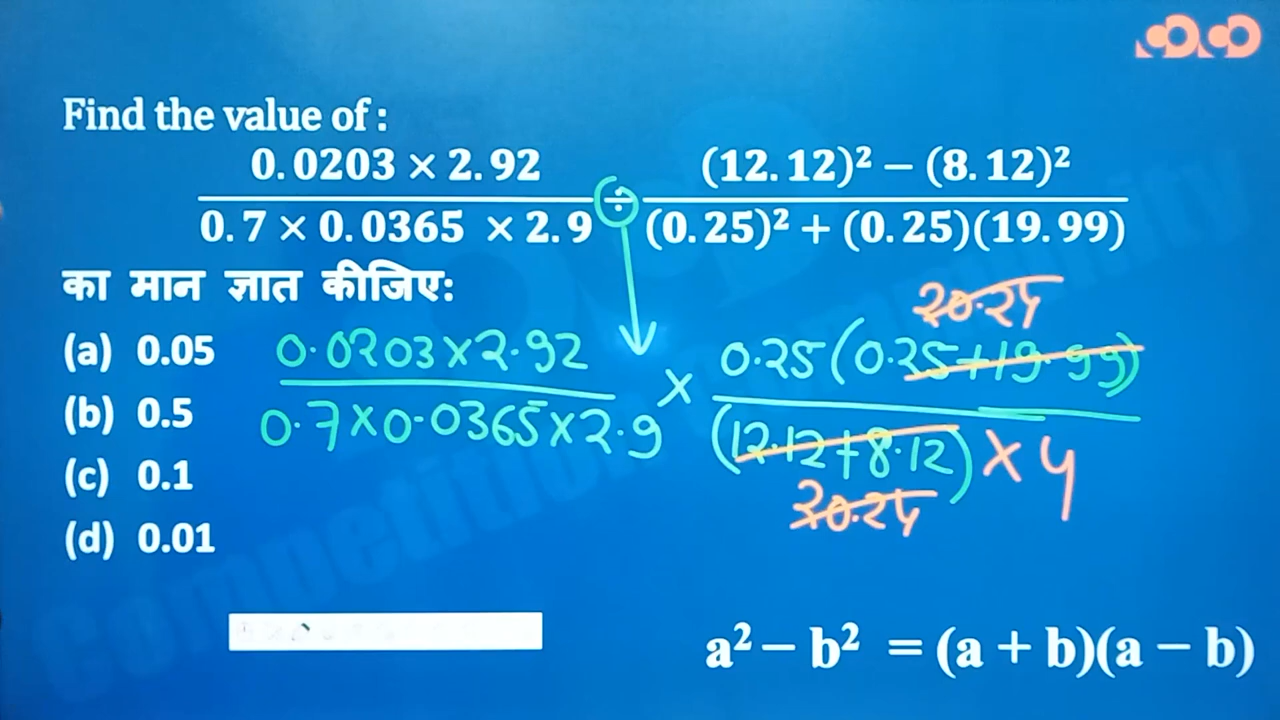 Find the value of :
0.0203 × 2.92
0.7 × 0.0365 × 2.9
÷
(12.12)² − (8.12)²
(0.25)² + (0.25)(19.99)
का मान ज्ञात कीजिए:
(a) 0.05
(b) 0.5
(c) 0.1
(d) 0.01
0.0203×2.92
0.7×0.0365×2.9
×
20.24
0.25(0.25+19.99)
(12.12+8.12) × 4
20.24
a² − b² = (a + b)(a − b)
Competition Community